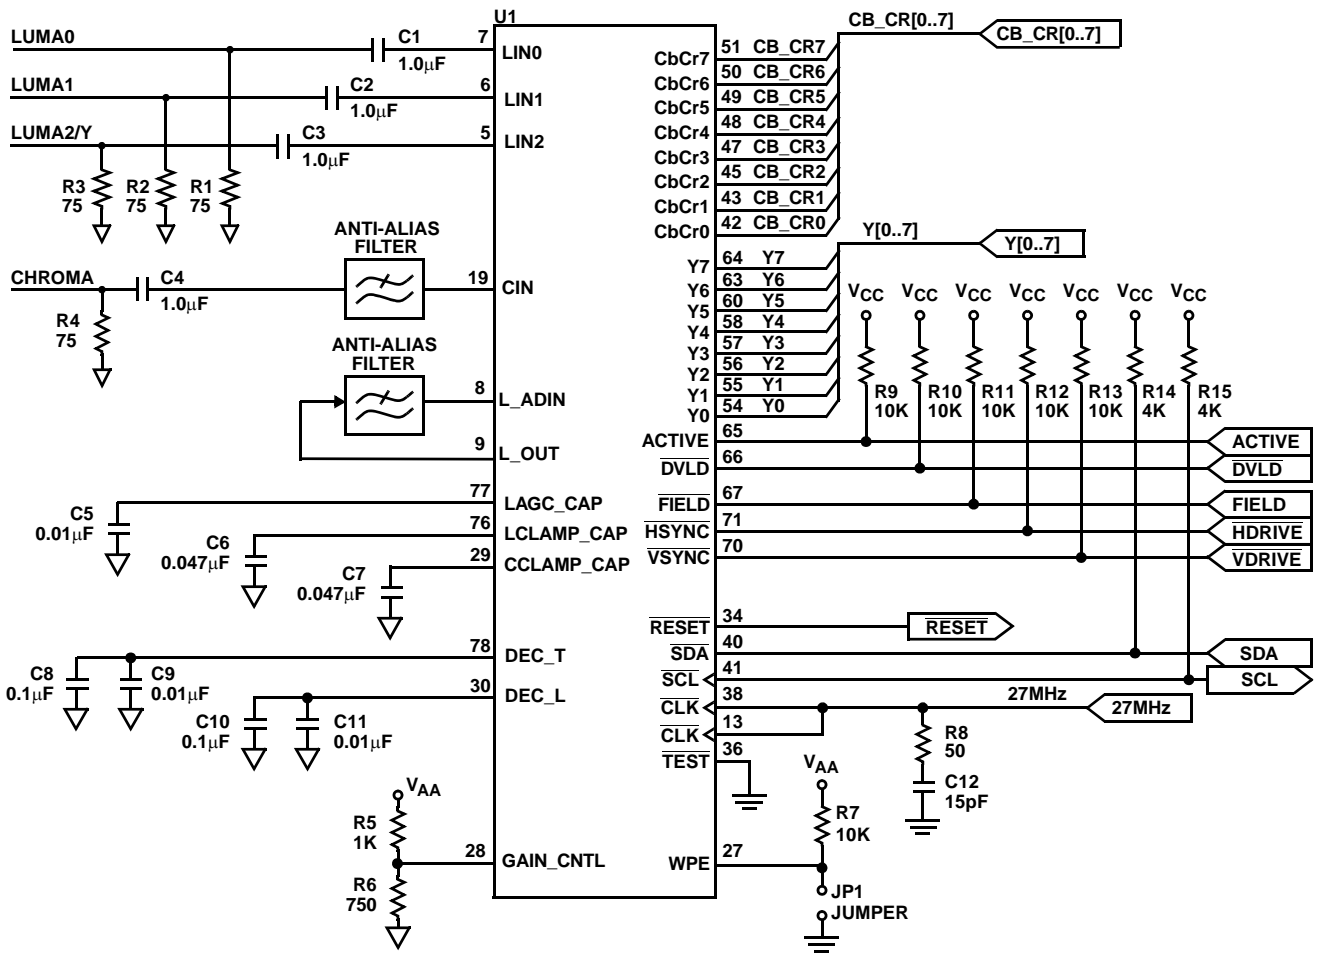 U1
LUMA0
C1
1.0µF
7
LIN0
LUMA1
C2
1.0µF
6
LIN1
LUMA2/Y
C3
1.0µF
5
LIN2
R3
75
R2
75
R1
75
ANTI-ALIAS
FILTER
CHROMA
C4
1.0µF
19
CIN
R4
75
ANTI-ALIAS
FILTER
8
L_ADIN
9
L_OUT
77
LAGC_CAP
C5
0.01µF
76
LCLAMP_CAP
C6
0.047µF
29
CCLAMP_CAP
C7
0.047µF
78
DEC_T
C8
0.1µF
C9
0.01µF
30
DEC_L
C10
0.1µF
C11
0.01µF
VAA
R5
1K
28
GAIN_CNTL
R6
750
CB_CR[0..7]
CB_CR[0..7]
CbCr7 51 CB_CR7
CbCr6 50 CB_CR6
CbCr5 49 CB_CR5
CbCr4 48 CB_CR4
CbCr3 47 CB_CR3
CbCr2 45 CB_CR2
CbCr1 43 CB_CR1
CbCr0 42 CB_CR0
Y[0..7]
Y[0..7]
Y7 64 Y7
Y6 63 Y6
Y5 60 Y5
Y4 58 Y4
Y3 57 Y3
Y2 56 Y2
Y1 55 Y1
Y0 54 Y0
VCC VCC VCC VCC VCC VCC VCC
R9 R10 R11 R12 R13 R14 R15
10K 10K 10K 10K 10K 4K 4K
ACTIVE 65 ACTIVE
DVLD 66 DVLD
FIELD 67 FIELD
HSYNC 71 HDRIVE
VSYNC 70 VDRIVE
RESET 34 RESET
SDA 40 SDA
SCL 41 SCL
CLK 38 27MHz 27MHz
CLK 13
TEST 36
R8
50
C12
15pF
VAA
R7
10K
WPE 27
JP1
JUMPER